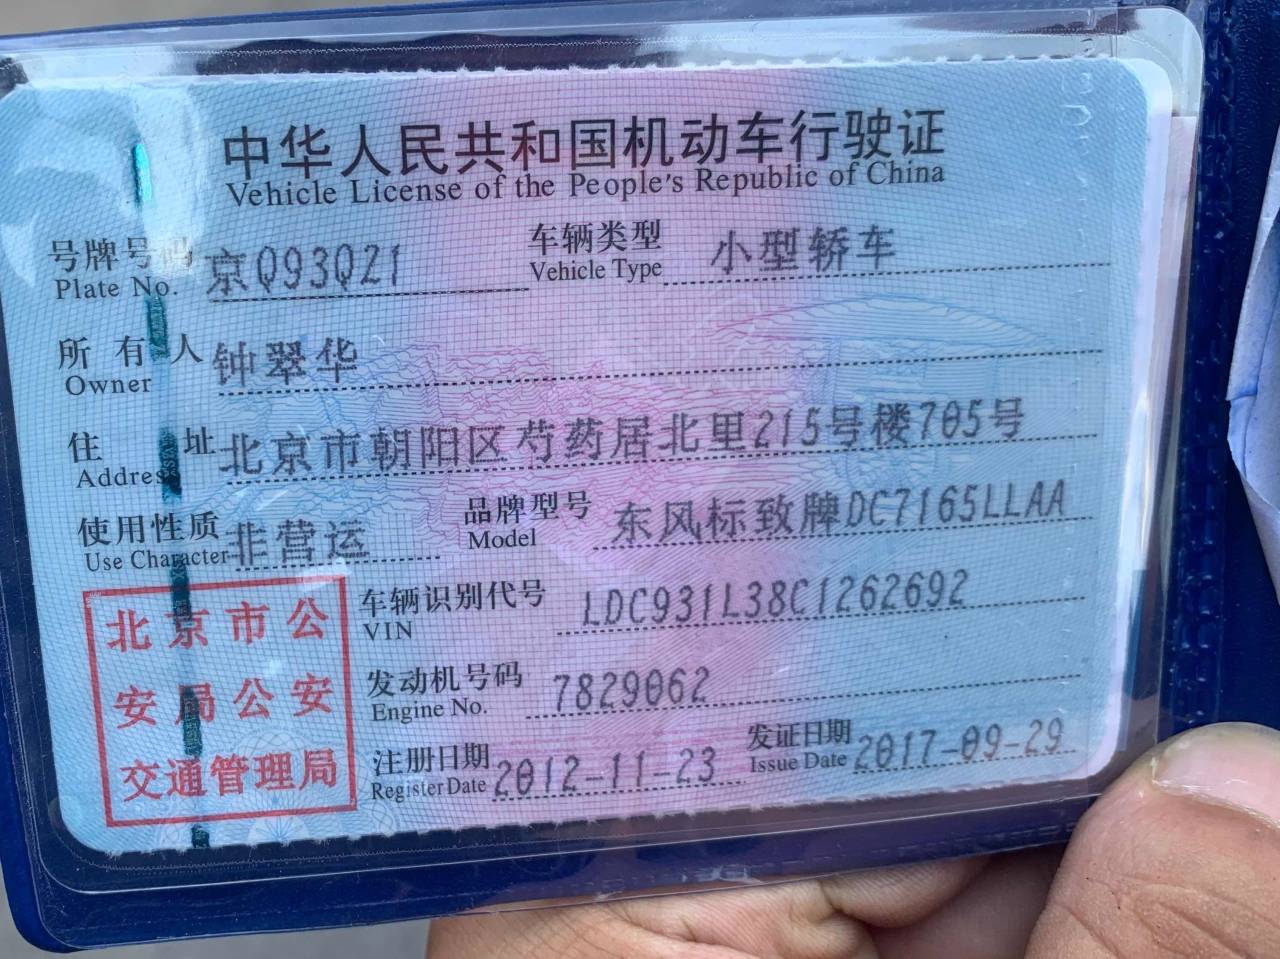 中华人民共和国机动车行驶证
Vehicle License of the People's Republic of China
号牌号码 京Q93Q21 车辆类型 小型轿车
Plate No. Vehicle Type
所有人 钟翠华
Owner
住址 北京市朝阳区芍药居北里215号楼705号
Address
使用性质 非营运 品牌型号 东风标致牌DC7165LLAA
Use Character Model
北京市公安局公安交通管理局
车辆识别代号 LDC931L38C1262692
VIN
发动机号码 7829062
Engine No.
注册日期 2012-11-23 发证日期 2017-09-29
Register Date Issue Date